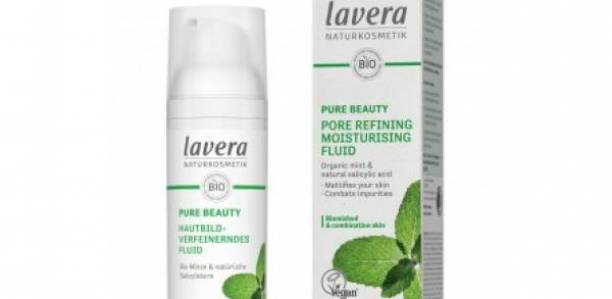 lavera
NATURKOSMETIK
BIO
PURE BEAUTY
HAUTBILD-
VERFEINERNDES
FLUID
Bio-Minze & natürliche
Salicylsäure
lavera
NATURKOSMETIK
BIO
PURE BEAUTY
PORE REFINING
MOISTURISING
FLUID
Organic mint &
natural salicylic acid
- Mattifies your skin
- Combats impurities
Blemished
& combination skin
vegan